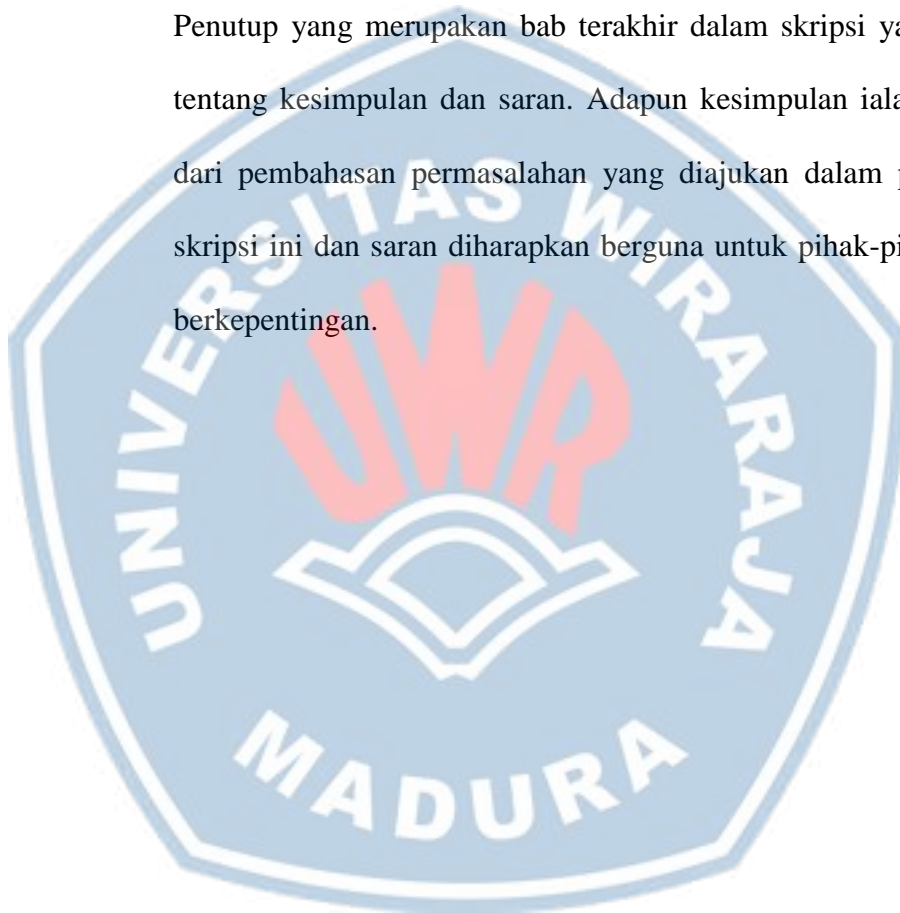 Penutup yang merupakan bab terakhir dalam skripsi
tentang kesimpulan dan saran. Adapun kesimpulan
dari pembahasan permasalahan yang diajukan dalam
skripsi ini dan saran diharapkan berguna untuk
berkepentingan.
UNIVERSITAS WIRARAJA
UWR
MADURA